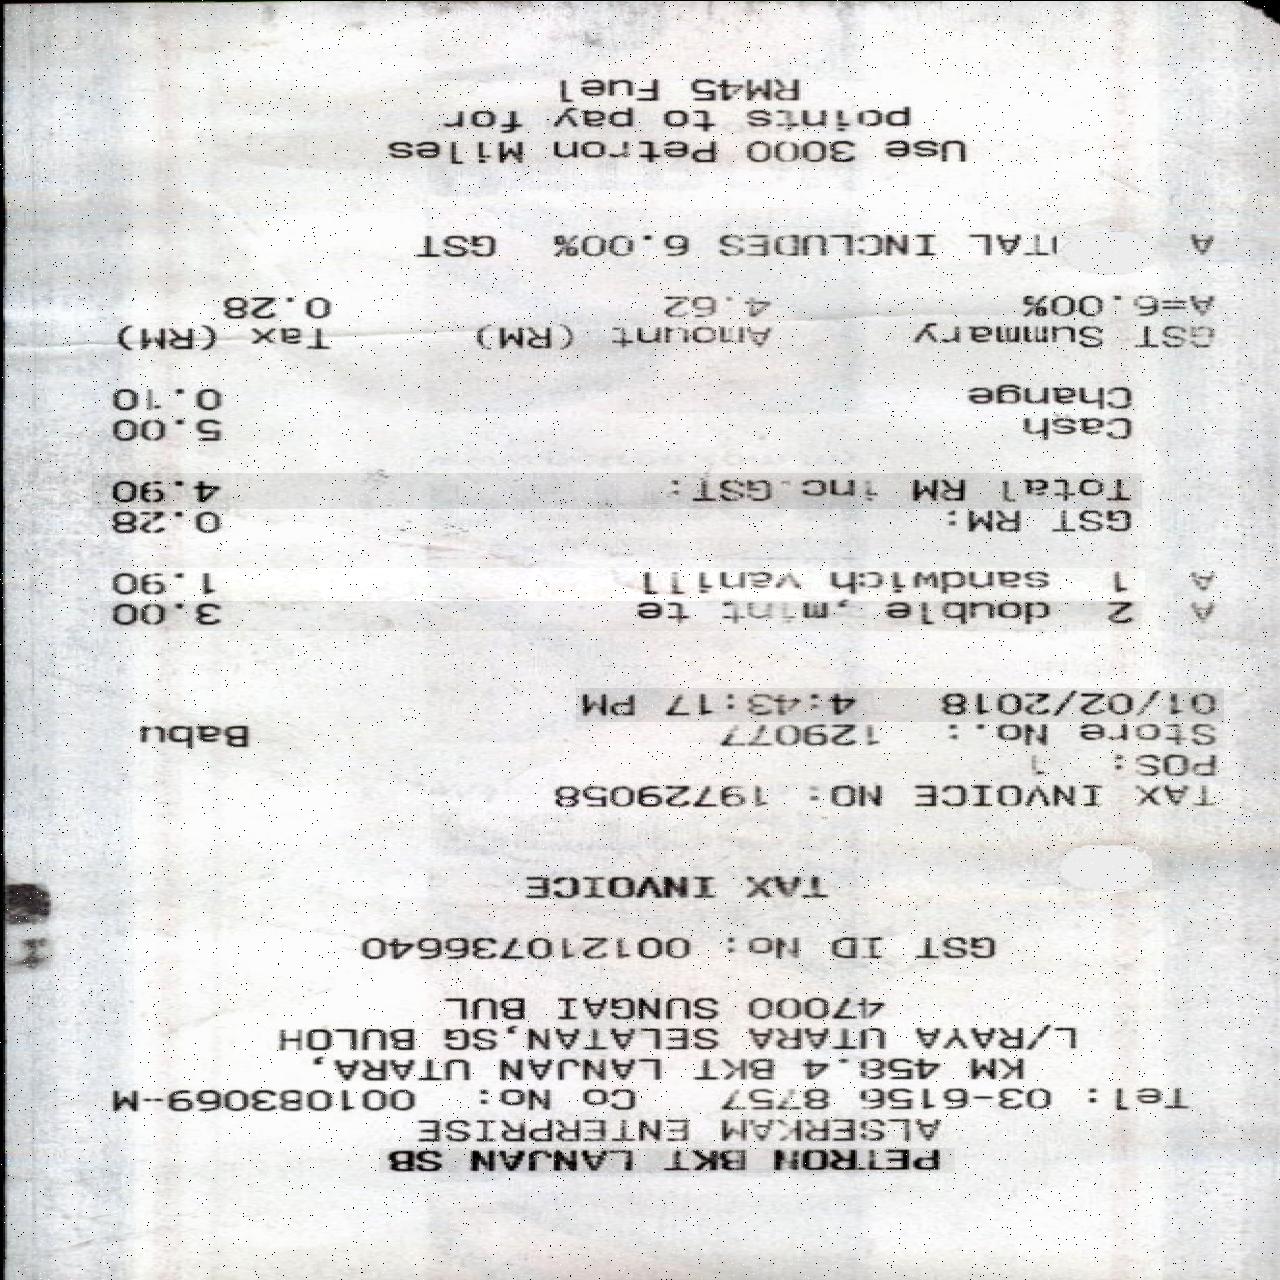 PETRON BKT LANJAN SB
ALSERKAM ENTERPRISE
Tel: 03-6156 8757 Co No: 001083069-M
KM 458.4 BKT LANJAN UTARA,
L/RAYA UTARA SELATAN,SG BULOH
47000 SUNGAI BUL
GST ID No: 001210736640
TAX INVOICE
TAX INVOICE NO: 19729058
POS: 1
Store No.: 129077 Babu
01/02/2018 4:43:17 PM
A 2 double ,mint te 3.00
A 1 sandwich vanill 1.90
GST RM: 0.28
Total RM inc.GST: 4.90
Cash 5.00
Change 0.10
GST Summary Amount (RM) Tax (RM)
A=6.00% 4.62 0.28
A INCLUDES 6.00% GST
Use 3000 Petron Miles
points to pay for
RM45 Fuel